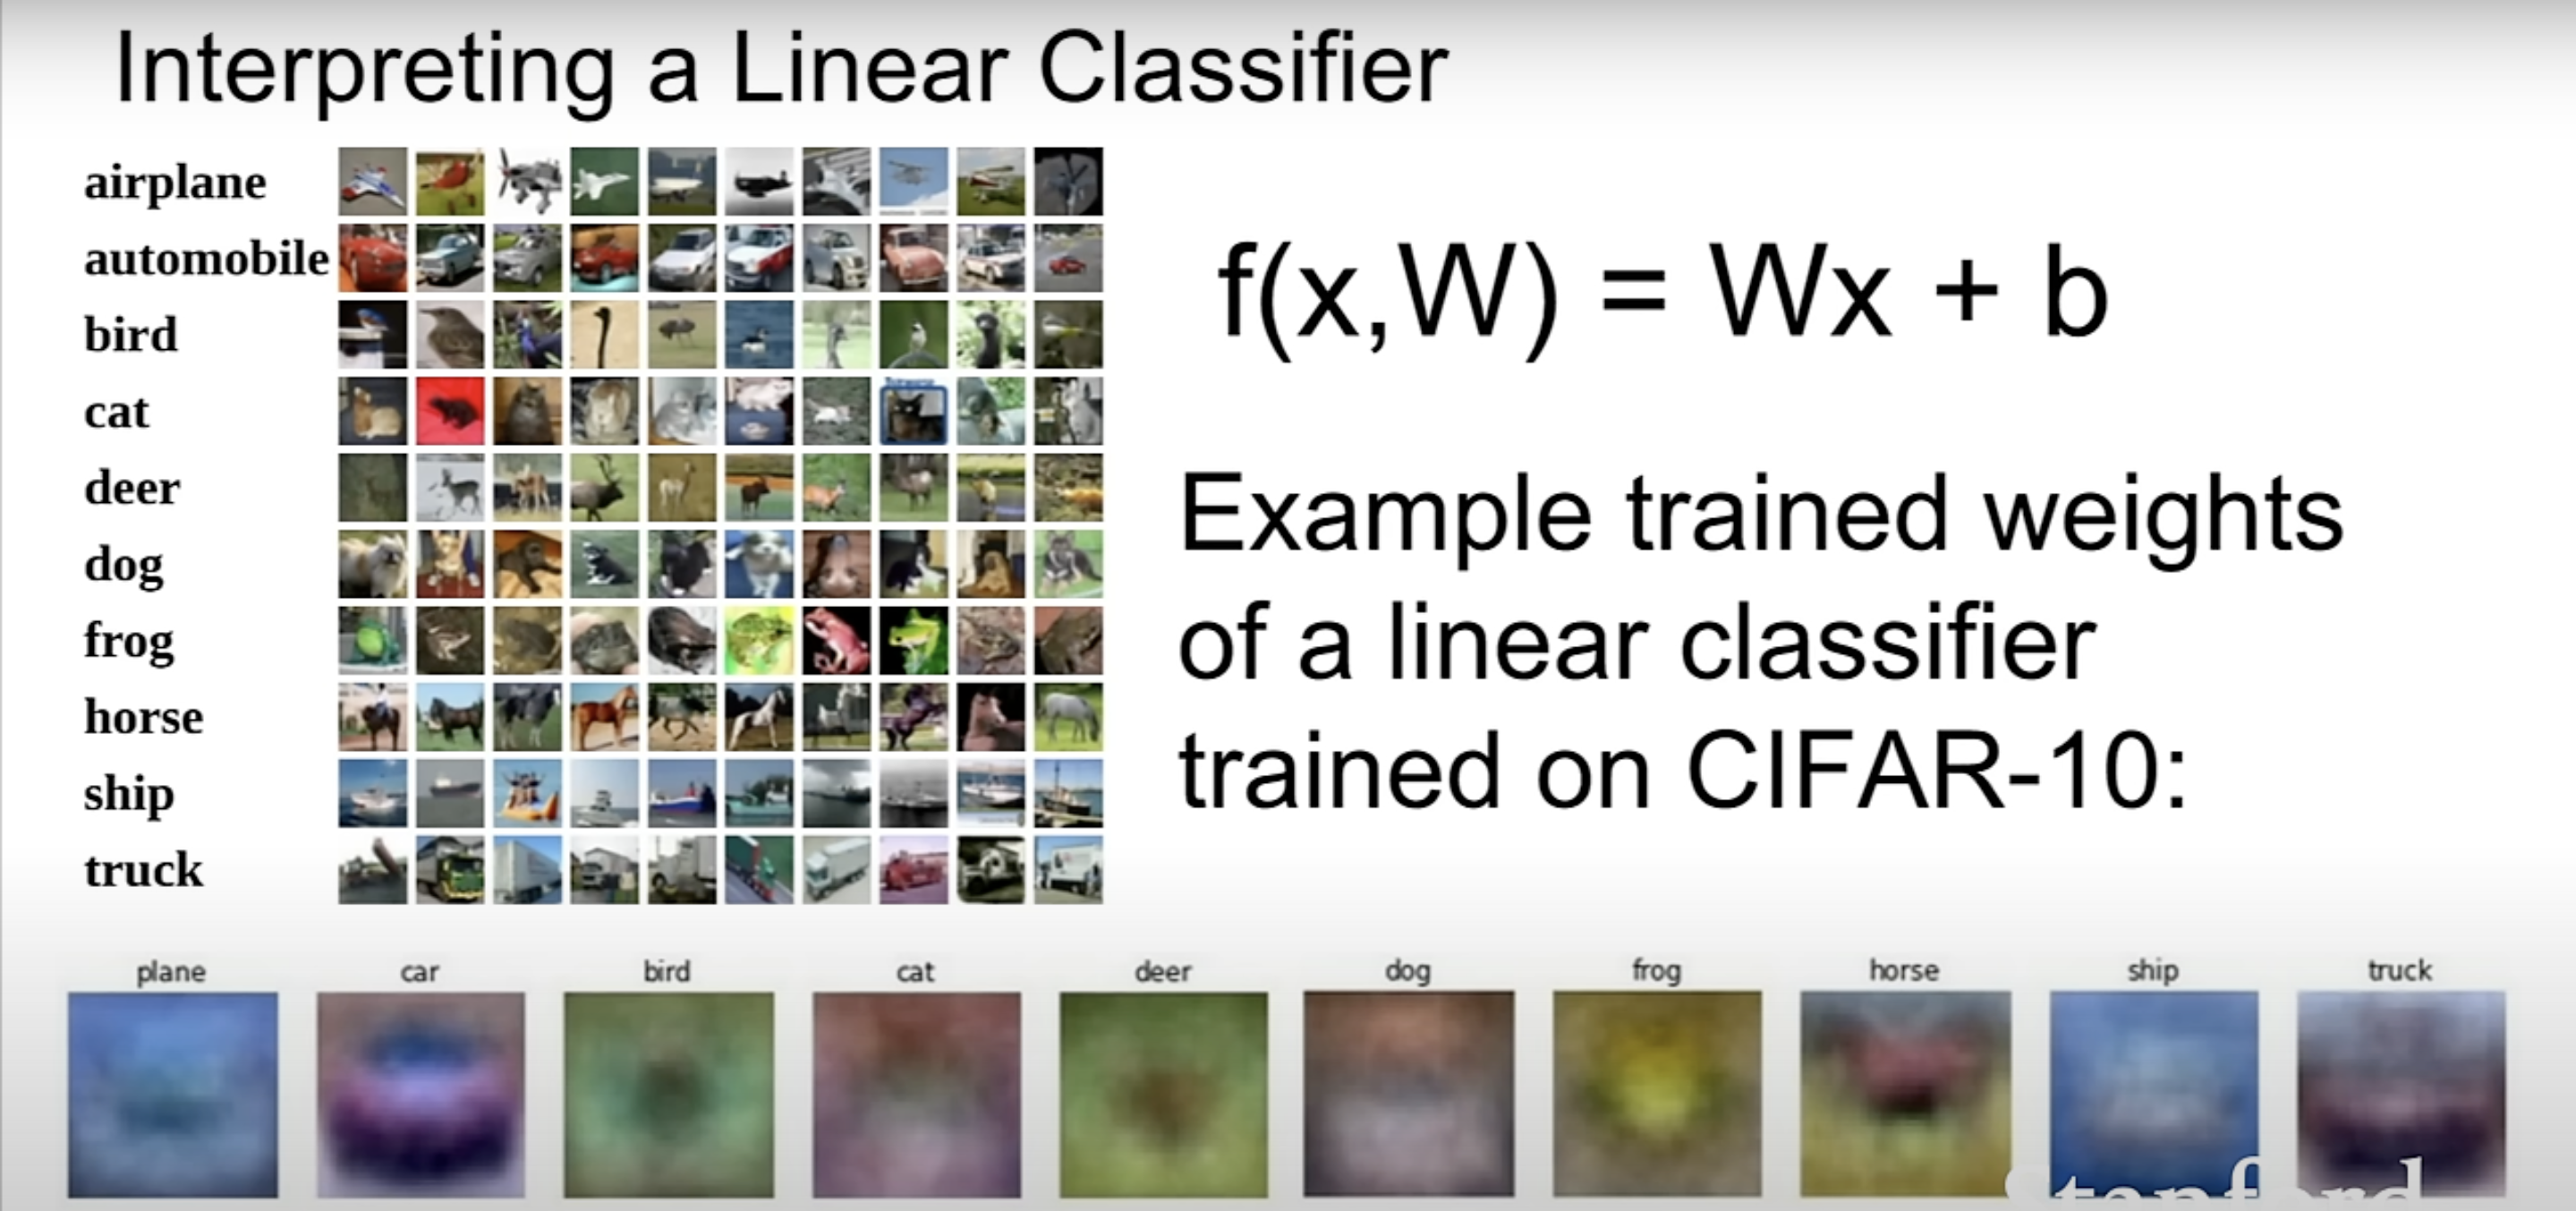 Interpreting a Linear Classifier
airplane
automobile
bird
cat
deer
dog
frog
horse
ship
truck
f(x,W) = Wx + b
Example trained weights
of a linear classifier
trained on CIFAR-10:
plane car bird cat deer dog frog horse ship truck
Stanford